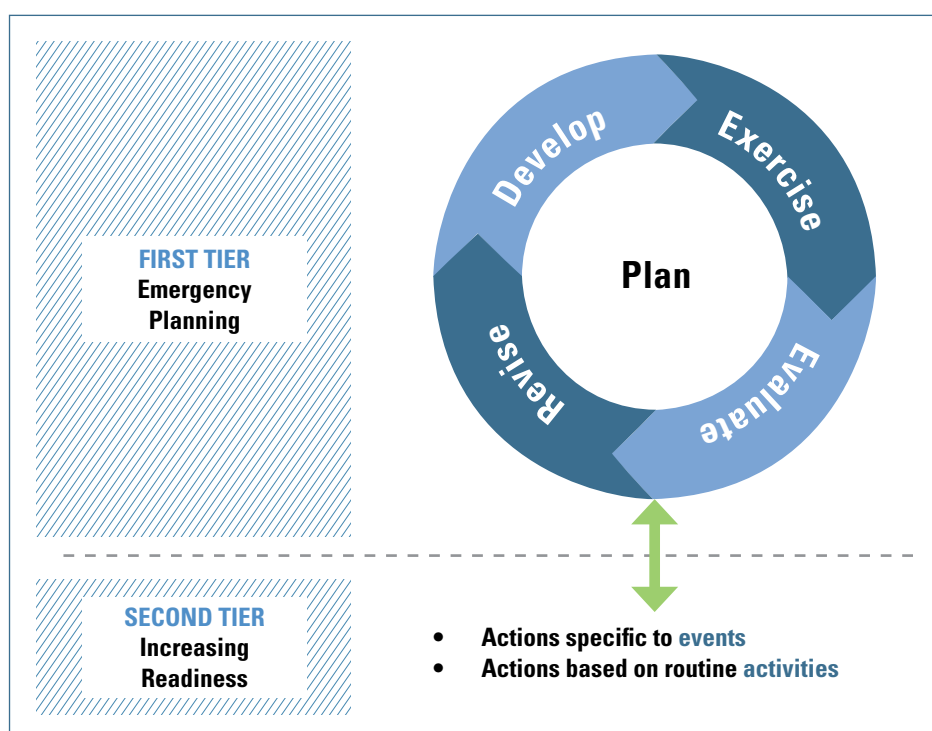 FIRST TIER
Emergency
Planning
Develop
Exercise
Evaluate
Revise
Plan
SECOND TIER
Increasing
Readiness
• Actions specific to events
• Actions based on routine activities